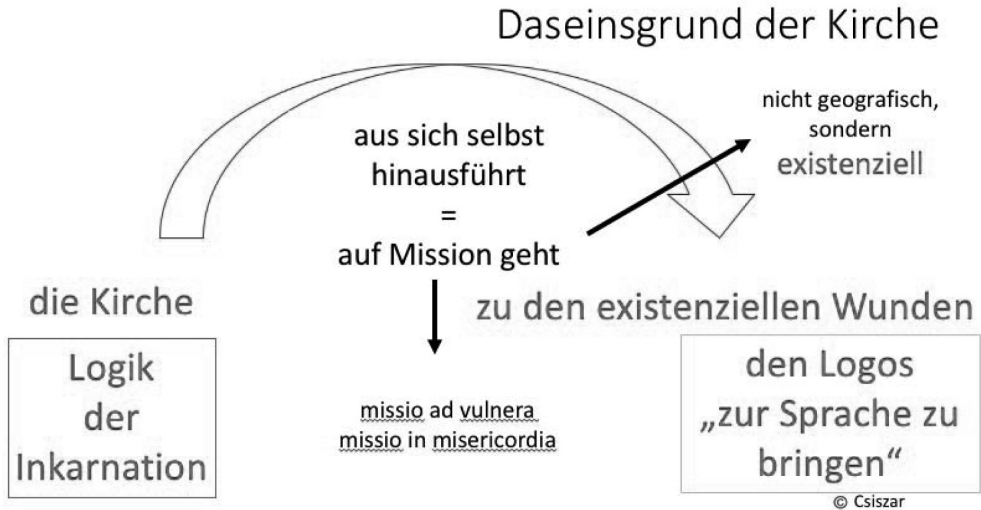 Daseinsgrund der Kirche
nicht geografisch,
sondern
existenziell
aus sich selbst
hinausführt
=
auf Mission geht
die Kirche
zu den existenziellen Wunden
Logik
der
Inkarnation
missio ad vulnera
missio in misericordia
den Logos
„zur Sprache zu
bringen“
© Csiszar